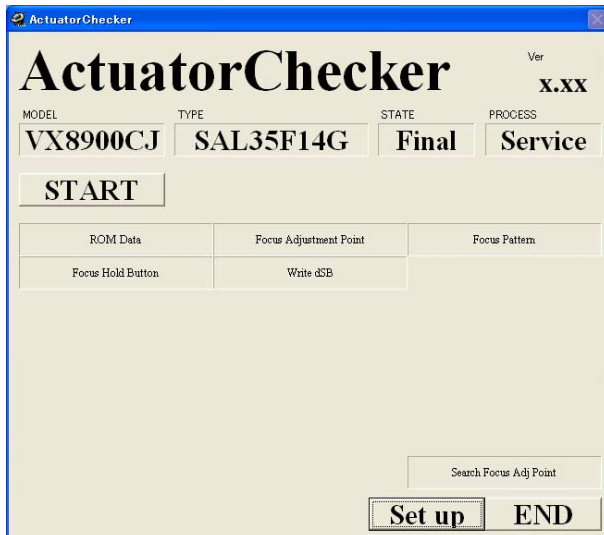 ActuatorChecker
ActuatorChecker
Ver
x.xx
MODEL TYPE STATE PROCESS
VX8900CJ SAL35F14G Final Service
START
ROM Data Focus Adjustment Point Focus Pattern
Focus Hold Button Write dSB
Search Focus Adj Point
Set up END